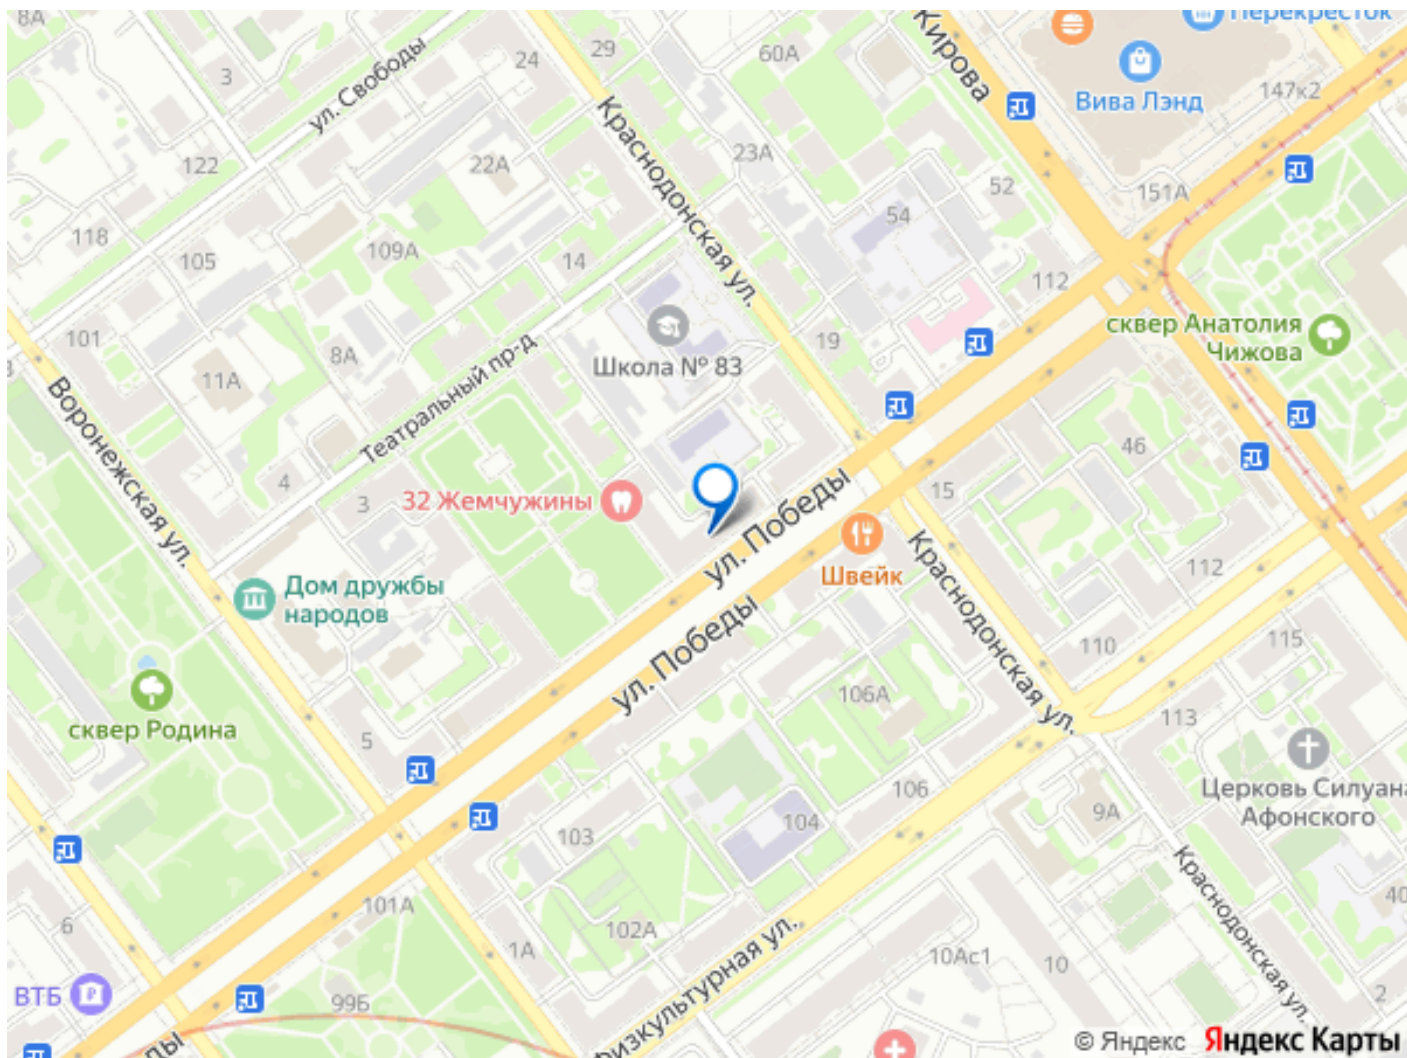 8А
3
ул. Свободы
24
29
60А
Кирова
Перекрёсток
Вива Лэнд
147к2
122
22А
Краснодонская ул.
23А
52
151А
118
105
109А
14
54
112
101
8А
11А
Школа № 83
19
сквер Анатолия
Чижова
Воронежская ул.
Театральный пр-д
4
3
32 Жемчужины
ул. Победы
15
46
Швейк
Краснодонская ул.
112
Дом дружбы
народов
ул. Победы
110
115
сквер Родина
5
106А
113
Церковь Силуана
Афонского
103
104
106
9А
101А
102А
1А
6
Физкультурная ул.
10Ас1
10
Краснодонская ул.
40
2
ВТБ
99Б
© Яндекс Яндекс Карты